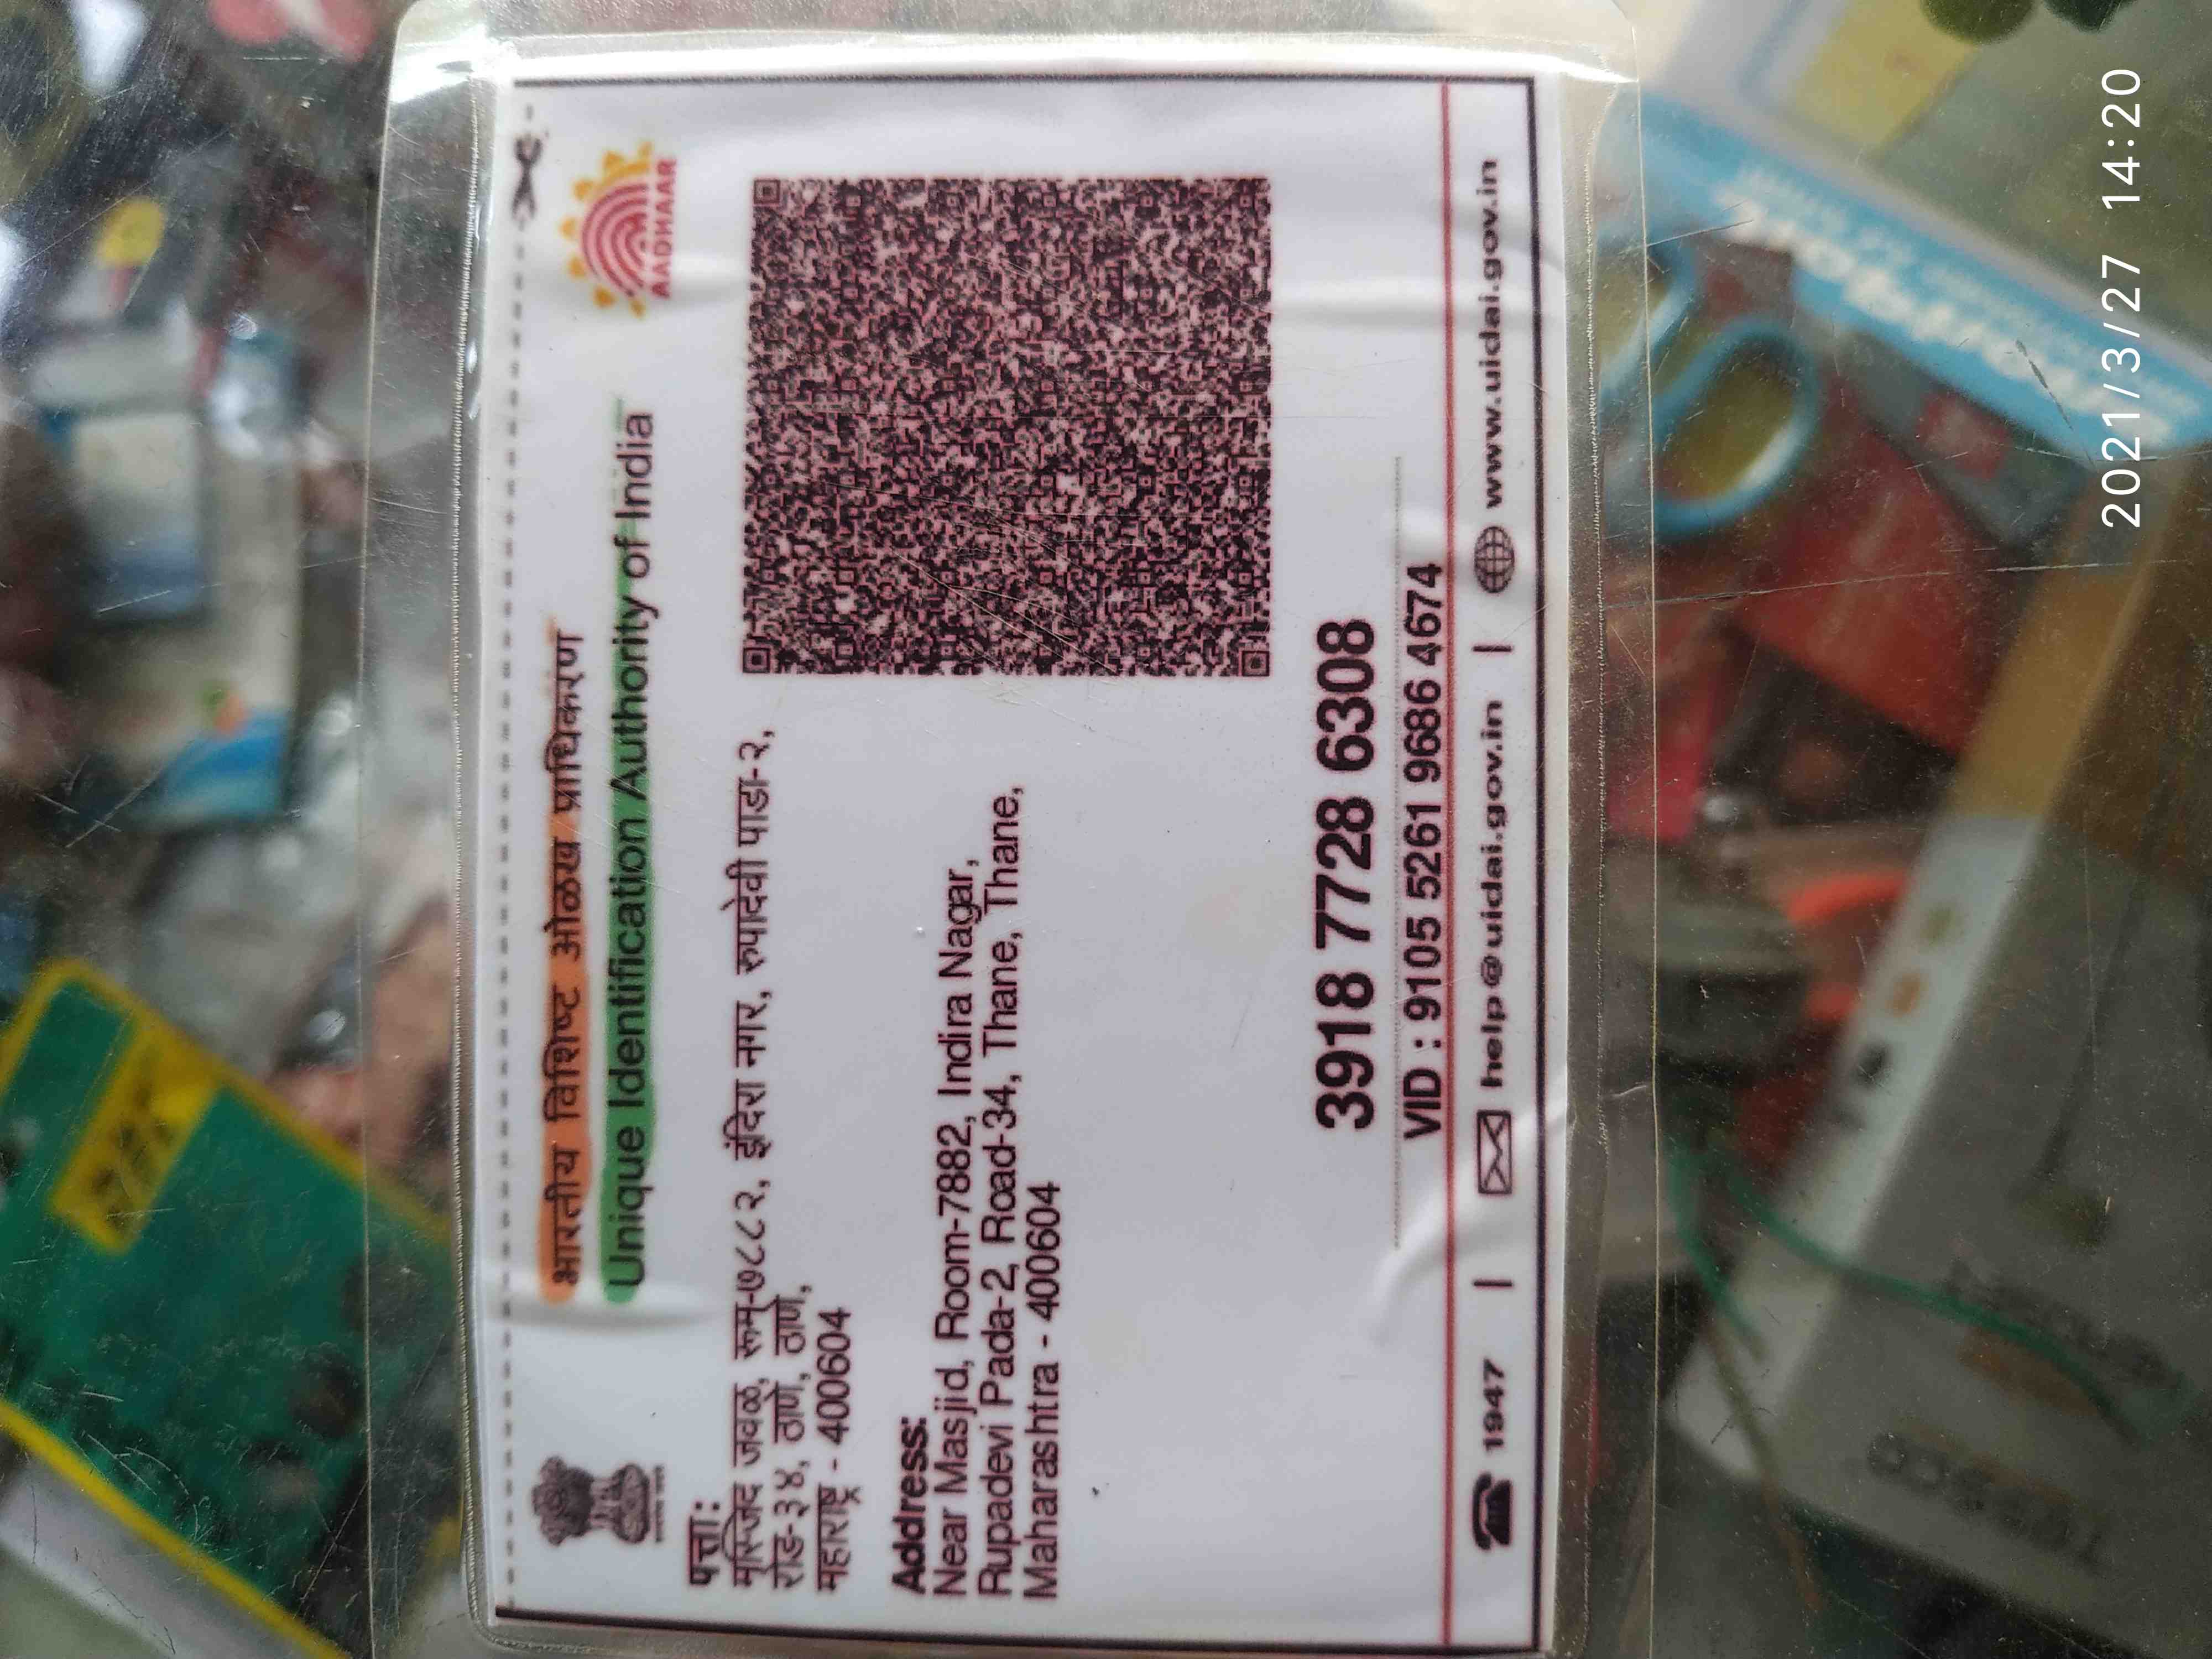 भारतीय विशिष्ट ओळख प्राधिकरण
Unique Identification Authority of India
AADHAAR
पत्ता:
मस्जिद जवळ, रूम-७८८२, इंदिरा नगर, रुपादेवी पाडा-२,
रोड-३४, ठाणे, ठाणे,
महाराष्ट्र - 400604
Address:
Near Masjid, Room-7882, Indira Nagar,
Rupadevi Pada-2, Road-34, Thane, Thane,
Maharashtra - 400604
3918 7728 6308
VID : 9105 5261 9686 4674
1947 | help@uidai.gov.in | www.uidai.gov.in
2021/3/27 14:20